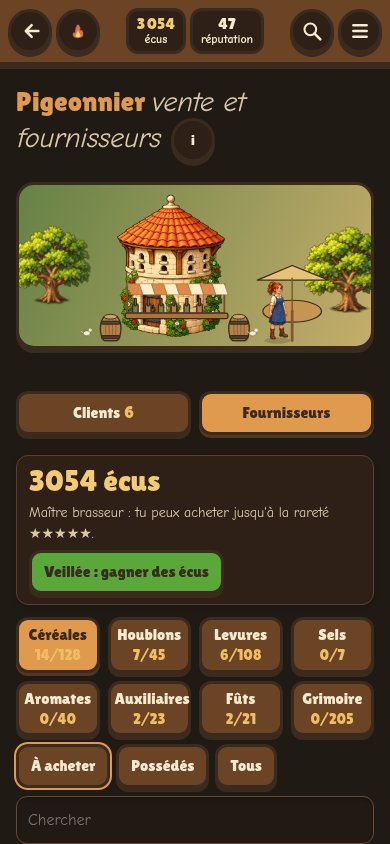 3054
écus
47
réputation
Pigeonnier vente et
fournisseurs i
Clients 6
Fournisseurs
3054 écus
Maître brasseur : tu peux acheter jusqu'à la rareté
★★★★★.
Veillée : gagner des écus
Céréales
14/128
Houblons
7/45
Levures
6/108
Sels
0/7
Aromates
0/40
Auxiliaires
2/23
Fûts
2/21
Grimoire
0/205
À acheter
Possédés
Tous
Chercher